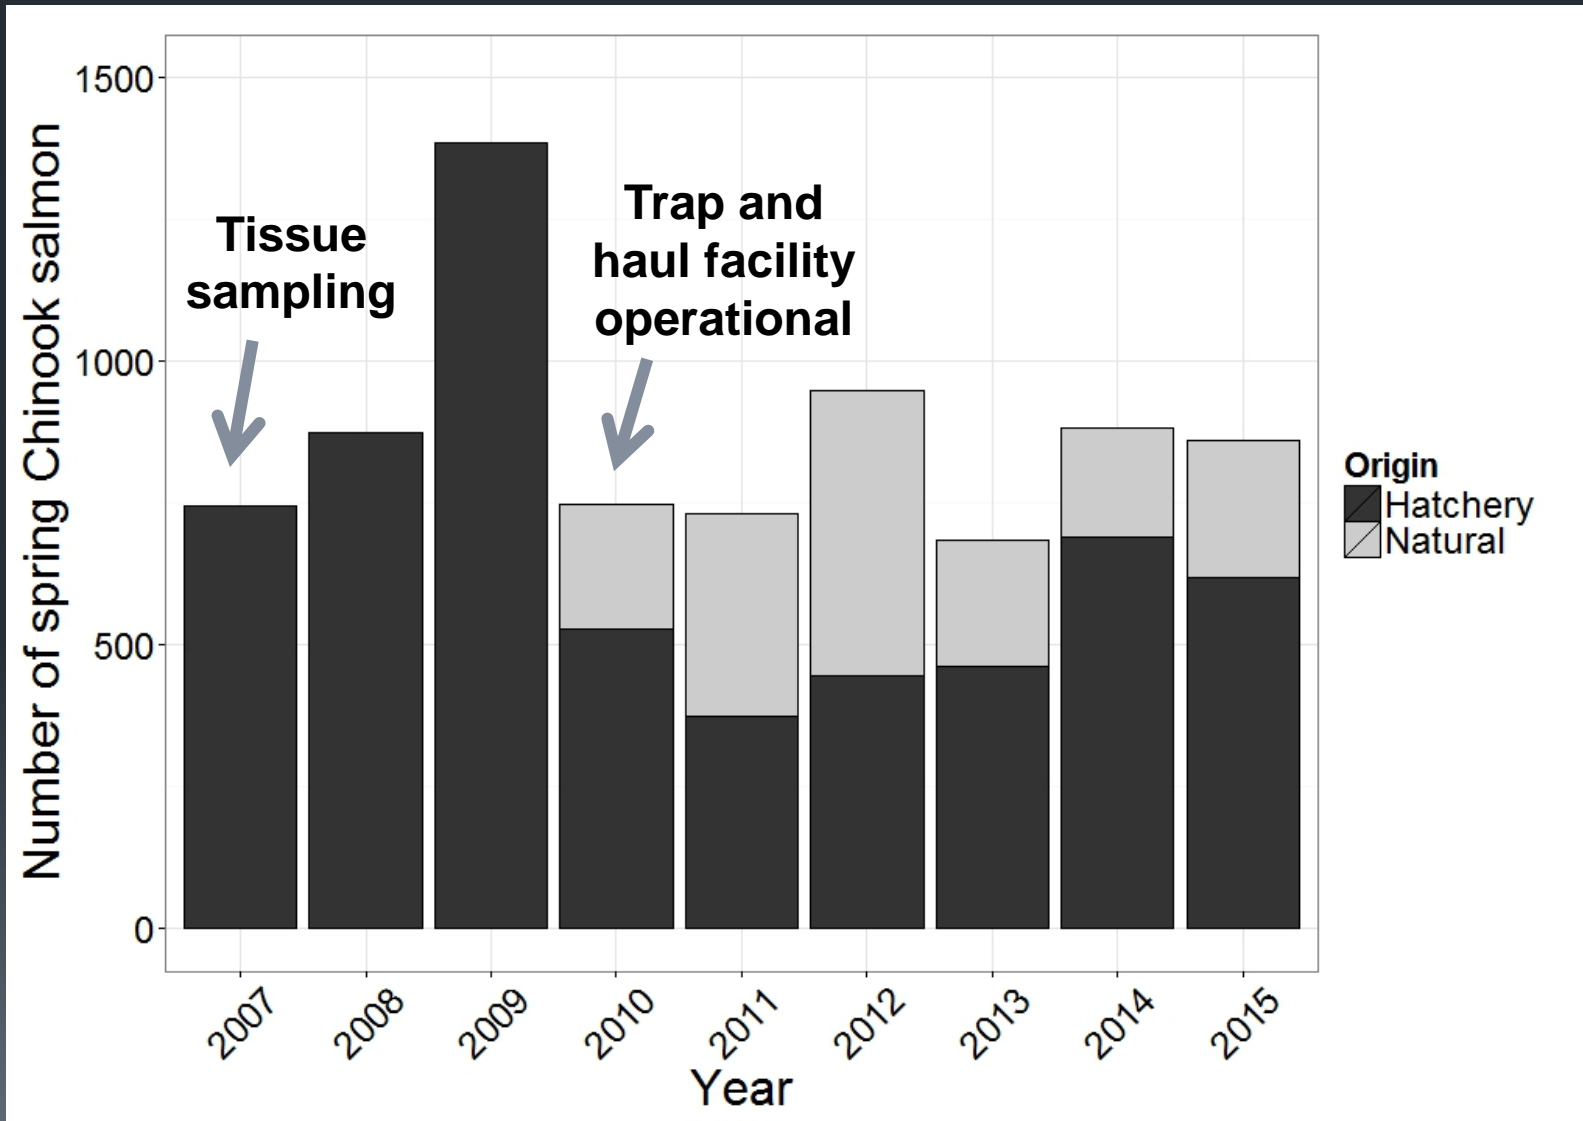 Number of spring Chinook salmon
1500
1000
500
0
Tissue
sampling
Trap and
haul facility
operational
Origin
Hatchery
Natural
2007
2008
2009
2010
2011
2012
2013
2014
2015
Year